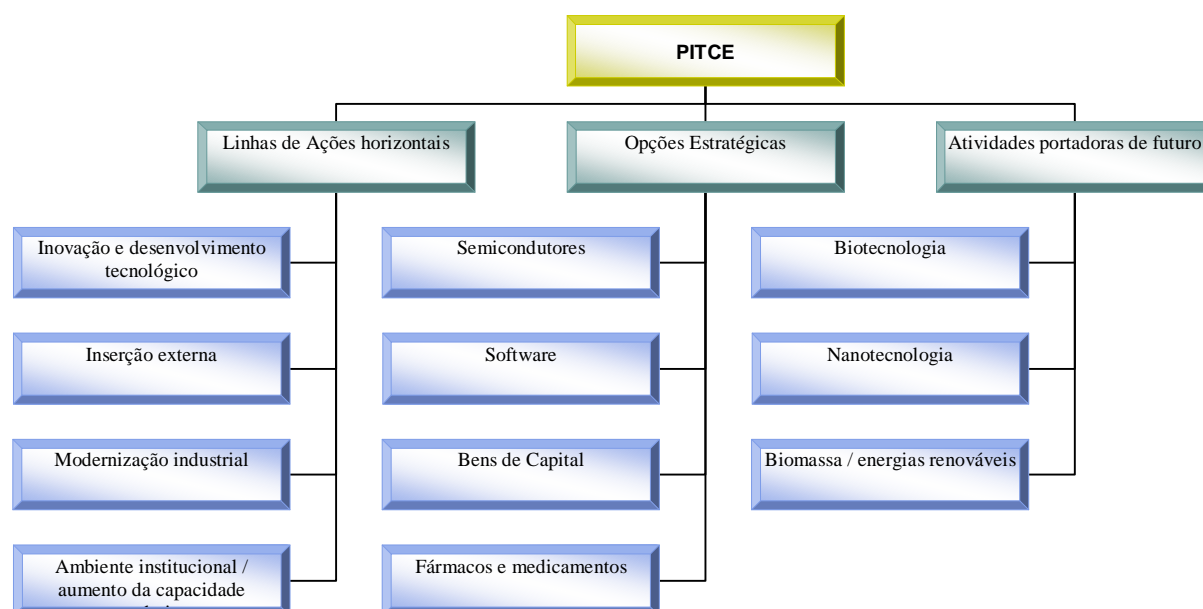 PITCE
Linhas de Ações horizontais
Opções Estratégicas
Atividades portadoras de futuro
Inovação e desenvolvimento
tecnológico
Semicondutores
Biotecnologia
Inserção externa
Software
Nanotecnologia
Modernização industrial
Bens de Capital
Biomassa / energias renováveis
Ambiente institucional /
aumento da capacidade
Fármacos e medicamentos